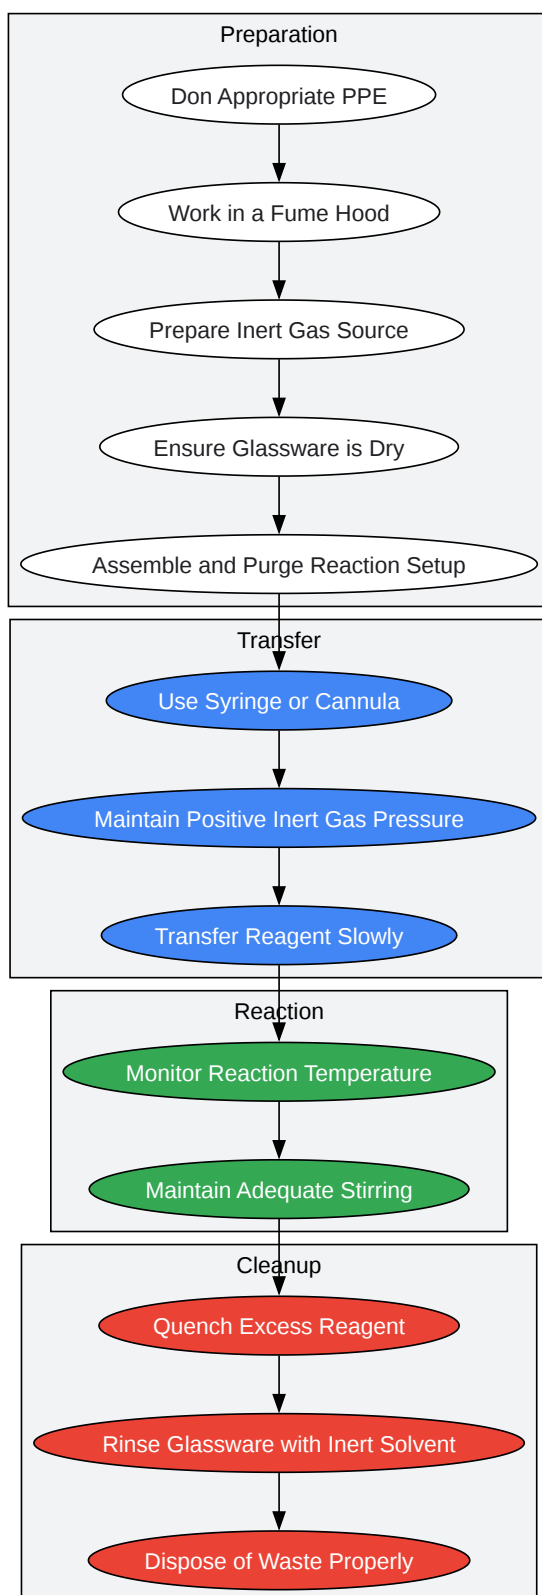 Preparation
Don Appropriate PPE
Work in a Fume Hood
Prepare Inert Gas Source
Ensure Glassware is Dry
Assemble and Purge Reaction Setup
Transfer
Use Syringe or Cannula
Maintain Positive Inert Gas Pressure
Transfer Reagent Slowly
Reaction
Monitor Reaction Temperature
Maintain Adequate Stirring
Cleanup
Quench Excess Reagent
Rinse Glassware with Inert Solvent
Dispose of Waste Properly